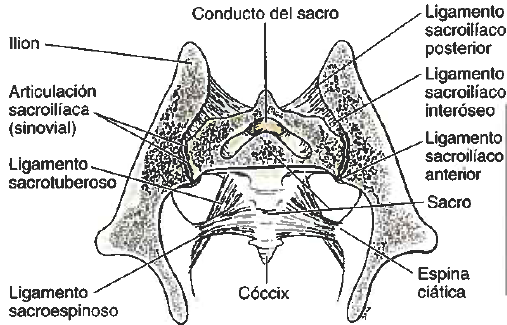 Conducto del sacro
Ilion
Articulación
sacroilíaca
(sinovial)
Ligamento
sacrotuberoso
Ligamento
sacroespinoso
Cóccix
Ligamento
sacroilíaco
posterior
Ligamento
sacroilíaco
interóseo
Ligamento
sacroilíaco
anterior
Sacro
Espina
ciática